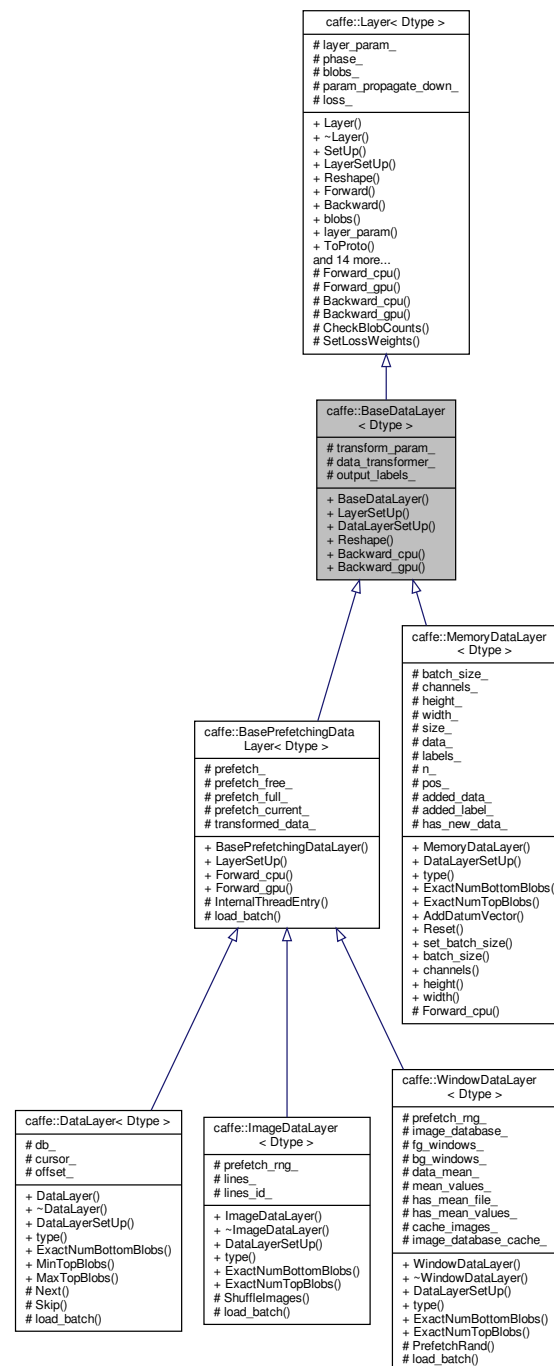 caffe::Layer< Dtype >
# layer_param_
# phase_
# blobs_
# param_propagate_down_
# loss_
+ Layer()
+ ~Layer()
+ SetUp()
+ LayerSetUp()
+ Reshape()
+ Forward()
+ Backward()
+ blobs()
+ layer_param()
+ ToProto()
and 14 more...
# Forward_cpu()
# Forward_gpu()
# Backward_cpu()
# Backward_gpu()
# CheckBlobCounts()
# SetLossWeights()
caffe::BaseDataLayer
< Dtype >
# transform_param_
# data_transformer_
# output_labels_
+ BaseDataLayer()
+ LayerSetUp()
+ DataLayerSetUp()
+ Reshape()
+ Backward_cpu()
+ Backward_gpu()
caffe::MemoryDataLayer
< Dtype >
# batch_size_
# channels_
# height_
# width_
# size_
# data_
# labels_
# n_
# pos_
# added_data_
# added_label_
# has_new_data_
+ MemoryDataLayer()
+ DataLayerSetUp()
+ type()
+ ExactNumBottomBlobs()
+ ExactNumTopBlobs()
+ AddDatumVector()
+ Reset()
+ set_batch_size()
+ batch_size()
+ channels()
+ height()
+ width()
# Forward_cpu()
caffe::BasePrefetchingData
Layer< Dtype >
# prefetch_
# prefetch_free_
# prefetch_full_
# prefetch_current_
# transformed_data_
+ BasePrefetchingDataLayer()
+ LayerSetUp()
+ Forward_cpu()
+ Forward_gpu()
# InternalThreadEntry()
# load_batch()
caffe::DataLayer< Dtype >
# db_
# cursor_
# offset_
+ DataLayer()
+ ~DataLayer()
+ DataLayerSetUp()
+ type()
+ ExactNumBottomBlobs()
+ MinTopBlobs()
+ MaxTopBlobs()
# Next()
# Skip()
# load_batch()
caffe::ImageDataLayer
< Dtype >
# prefetch_rng_
# lines_
# lines_id_
+ ImageDataLayer()
+ ~ImageDataLayer()
+ DataLayerSetUp()
+ type()
+ ExactNumBottomBlobs()
+ ExactNumTopBlobs()
# ShuffleImages()
# load_batch()
caffe::WindowDataLayer
< Dtype >
# prefetch_rng_
# image_database_
# fg_windows_
# bg_windows_
# data_mean_
# mean_values_
# has_mean_file_
# has_mean_values_
# cache_images_
# image_database_cache_
+ WindowDataLayer()
+ ~WindowDataLayer()
+ DataLayerSetUp()
+ type()
+ ExactNumBottomBlobs()
+ ExactNumTopBlobs()
# PrefetchRand()
# load_batch()